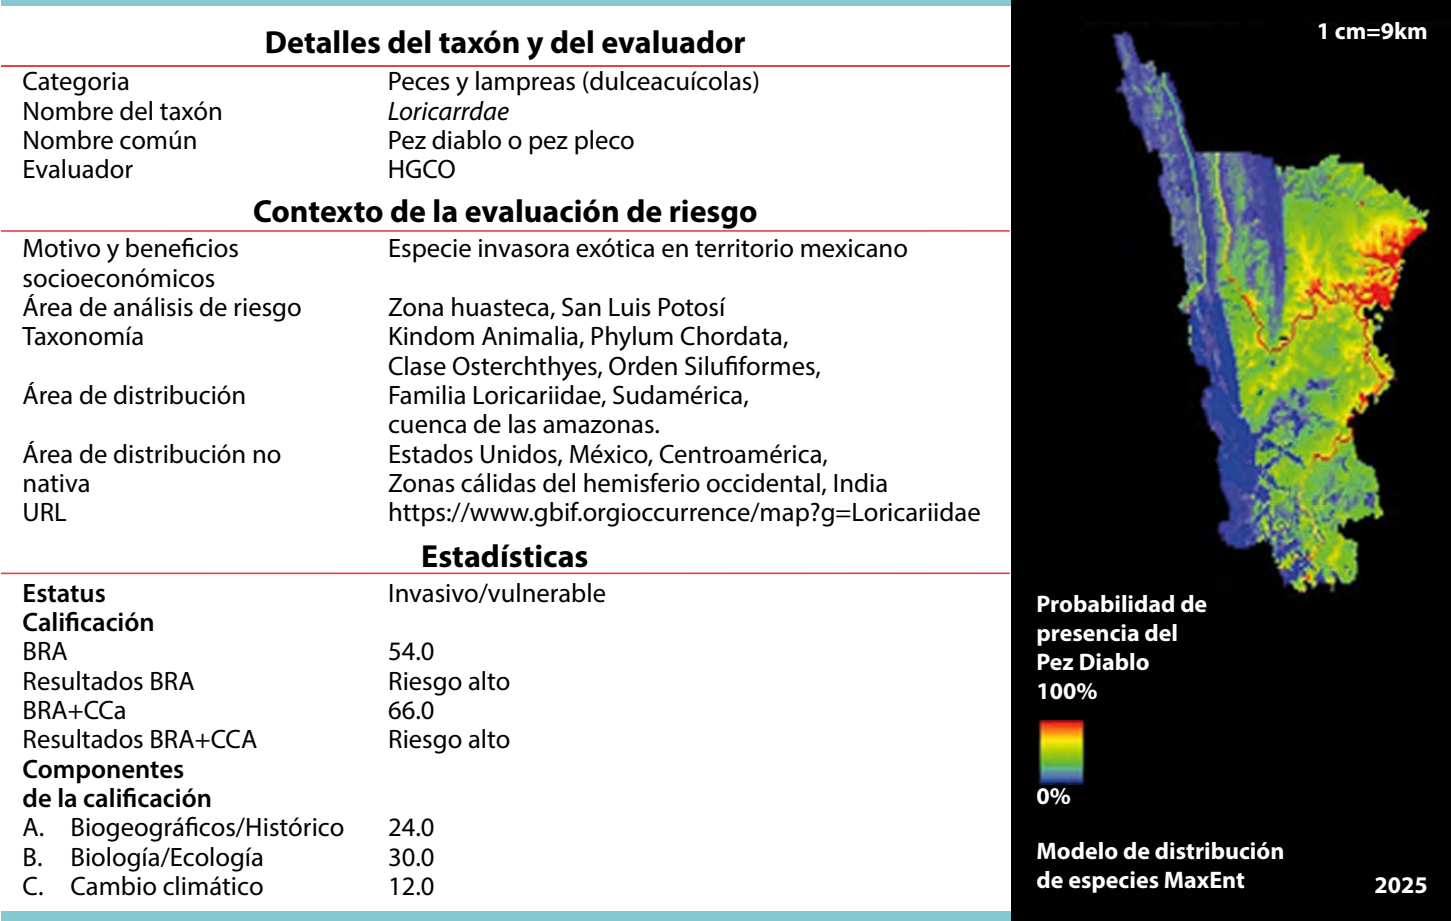 Detalles del taxón y del evaluador
Categoria Peces y lampreas (dulceacuícolas)
Nombre del taxón Loricarrdae
Nombre común Pez diablo o pez pleco
Evaluador HGCO
Contexto de la evaluación de riesgo
Motivo y beneficios Especie invasora exótica en territorio mexicano
socioeconómicos
Área de análisis de riesgo Zona huasteca, San Luis Potosí
Taxonomía Kindom Animalia, Phylum Chordata,
Clase Osterchthyes, Orden Silufiformes,
Área de distribución Familia Loricariidae, Sudamérica,
cuenca de las amazonas.
Área de distribución no Estados Unidos, México, Centroamérica,
nativa Zonas cálidas del hemisferio occidental, India
URL https://www.gbif.orgioccurrence/map?g=Loricariidae
Estadísticas
Estatus Invasivo/vulnerable
Calificación
BRA 54.0
Resultados BRA Riesgo alto
BRA+CCa 66.0
Resultados BRA+CCA Riesgo alto
Componentes
de la calificación
A. Biogeográficos/Histórico 24.0
B. Biología/Ecología 30.0
C. Cambio climático 12.0
1 cm=9km
Probabilidad de
presencia del
Pez Diablo
100%
0%
Modelo de distribución
de especies MaxEnt 2025